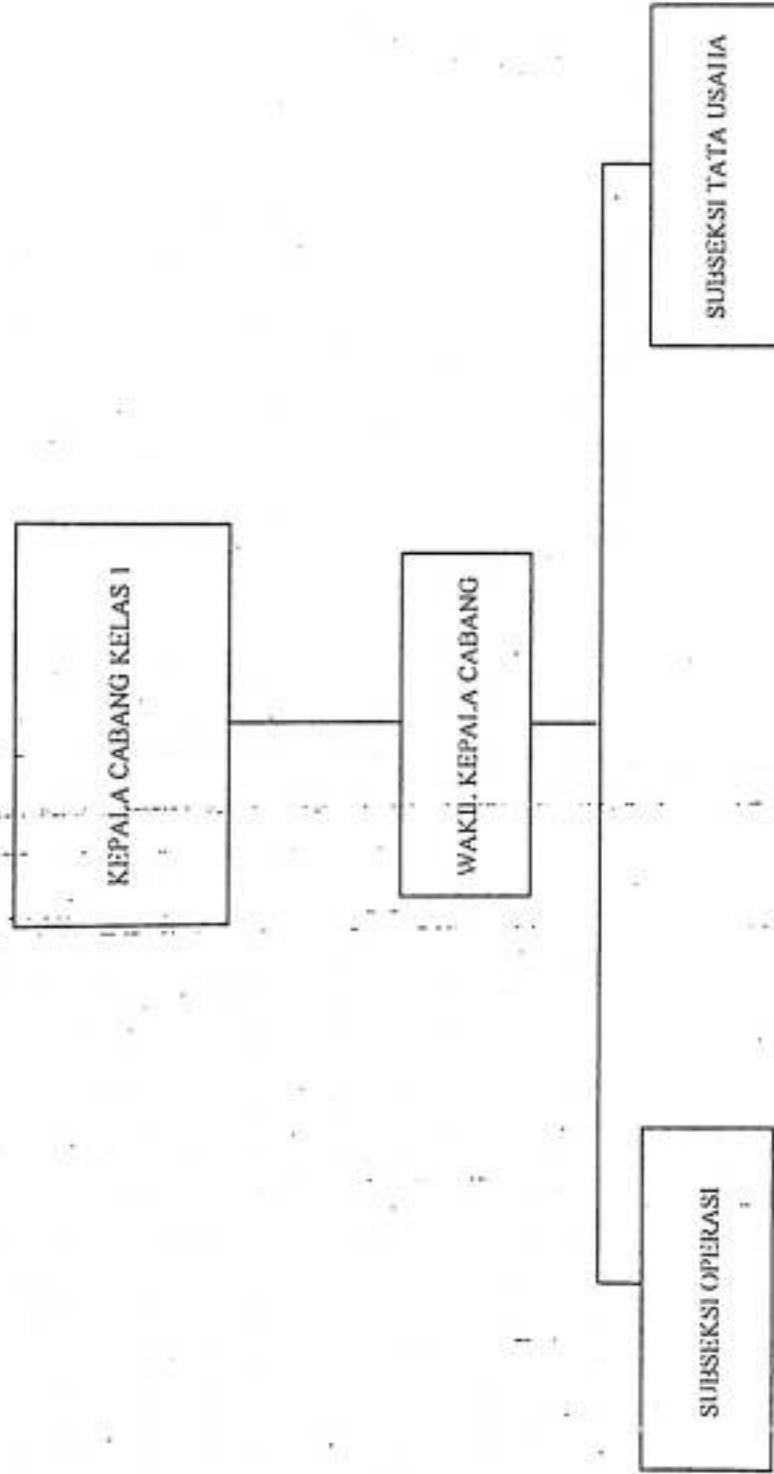 KEPALA CABANG KELAS I
WAKIL KEPALA CABANG
SUBSEKSI OPERASI
SUBSEKSI TATA USAHA